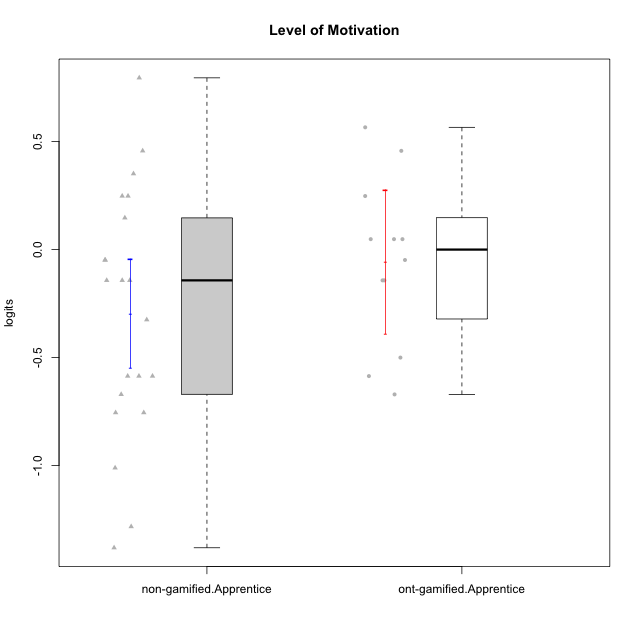 Level of Motivation
logits
0.5
0.0
-0.5
-1.0
non-gamified.Apprentice
ont-gamified.Apprentice